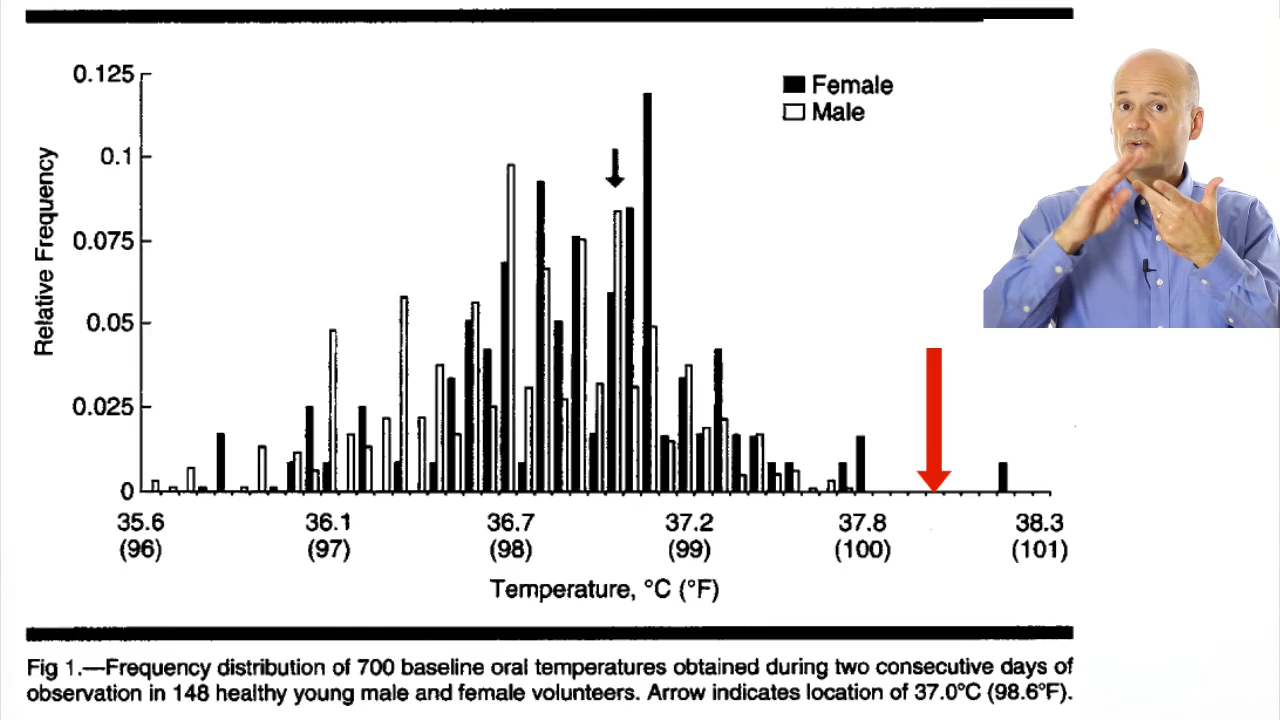 0.125
0.1
0.075
0.05
0.025
0
Relative Frequency
Female
Male
35.6 36.1 36.7 37.2 37.8 38.3
(96) (97) (98) (99) (100) (101)
Temperature, °C (°F)
Fig 1.—Frequency distribution of 700 baseline oral temperatures obtained during two consecutive days of
observation in 148 healthy young male and female volunteers. Arrow indicates location of 37.0°C (98.6°F).